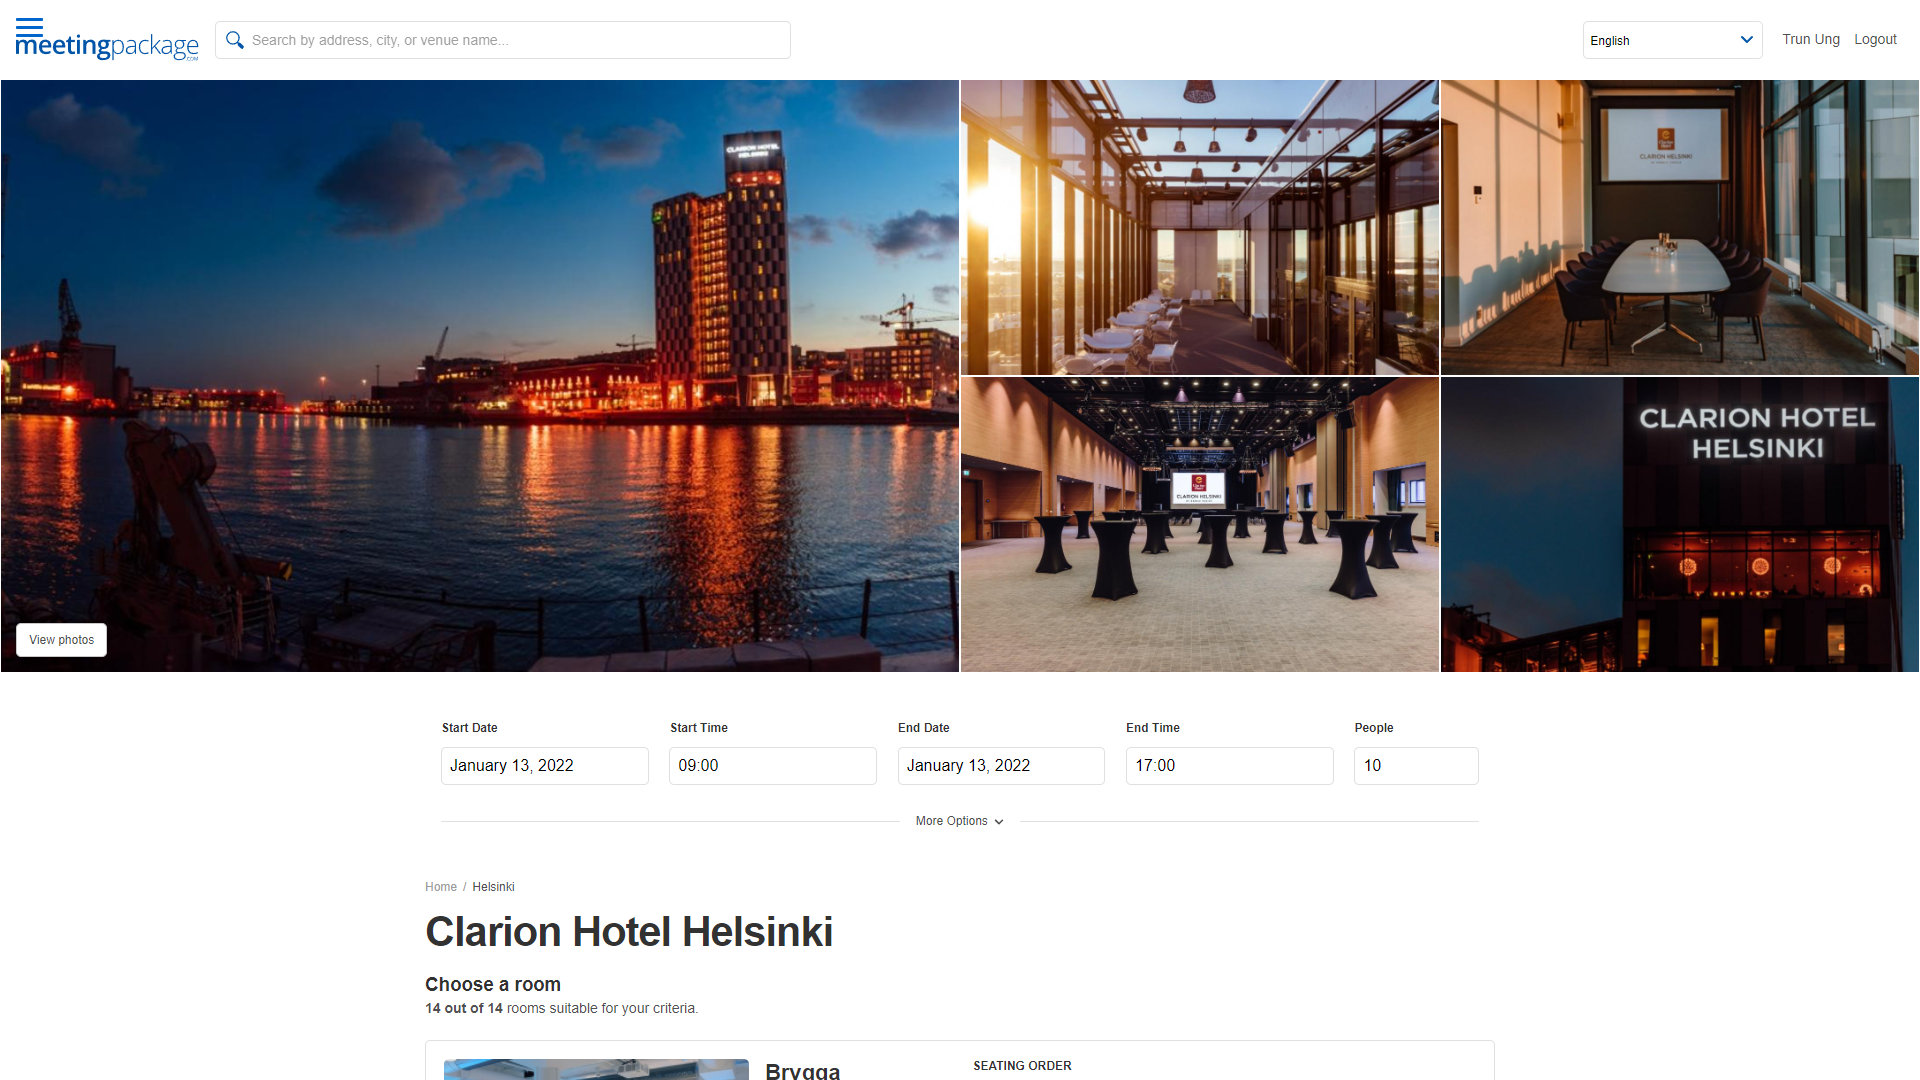 meetingpackage
.COM
Search by address, city, or venue name...
English
Trun Ung
Logout
CLARION HOTEL
HELSINKI
CLARION HELSINKI
CLARION HELSINKI
CLARION HOTEL
HELSINKI
View photos
Start Date
Start Time
End Date
End Time
People
January 13, 2022
09:00
January 13, 2022
17:00
10
More Options
Home / Helsinki
Clarion Hotel Helsinki
Choose a room
14 out of 14 rooms suitable for your criteria.
Brygga
SEATING ORDER